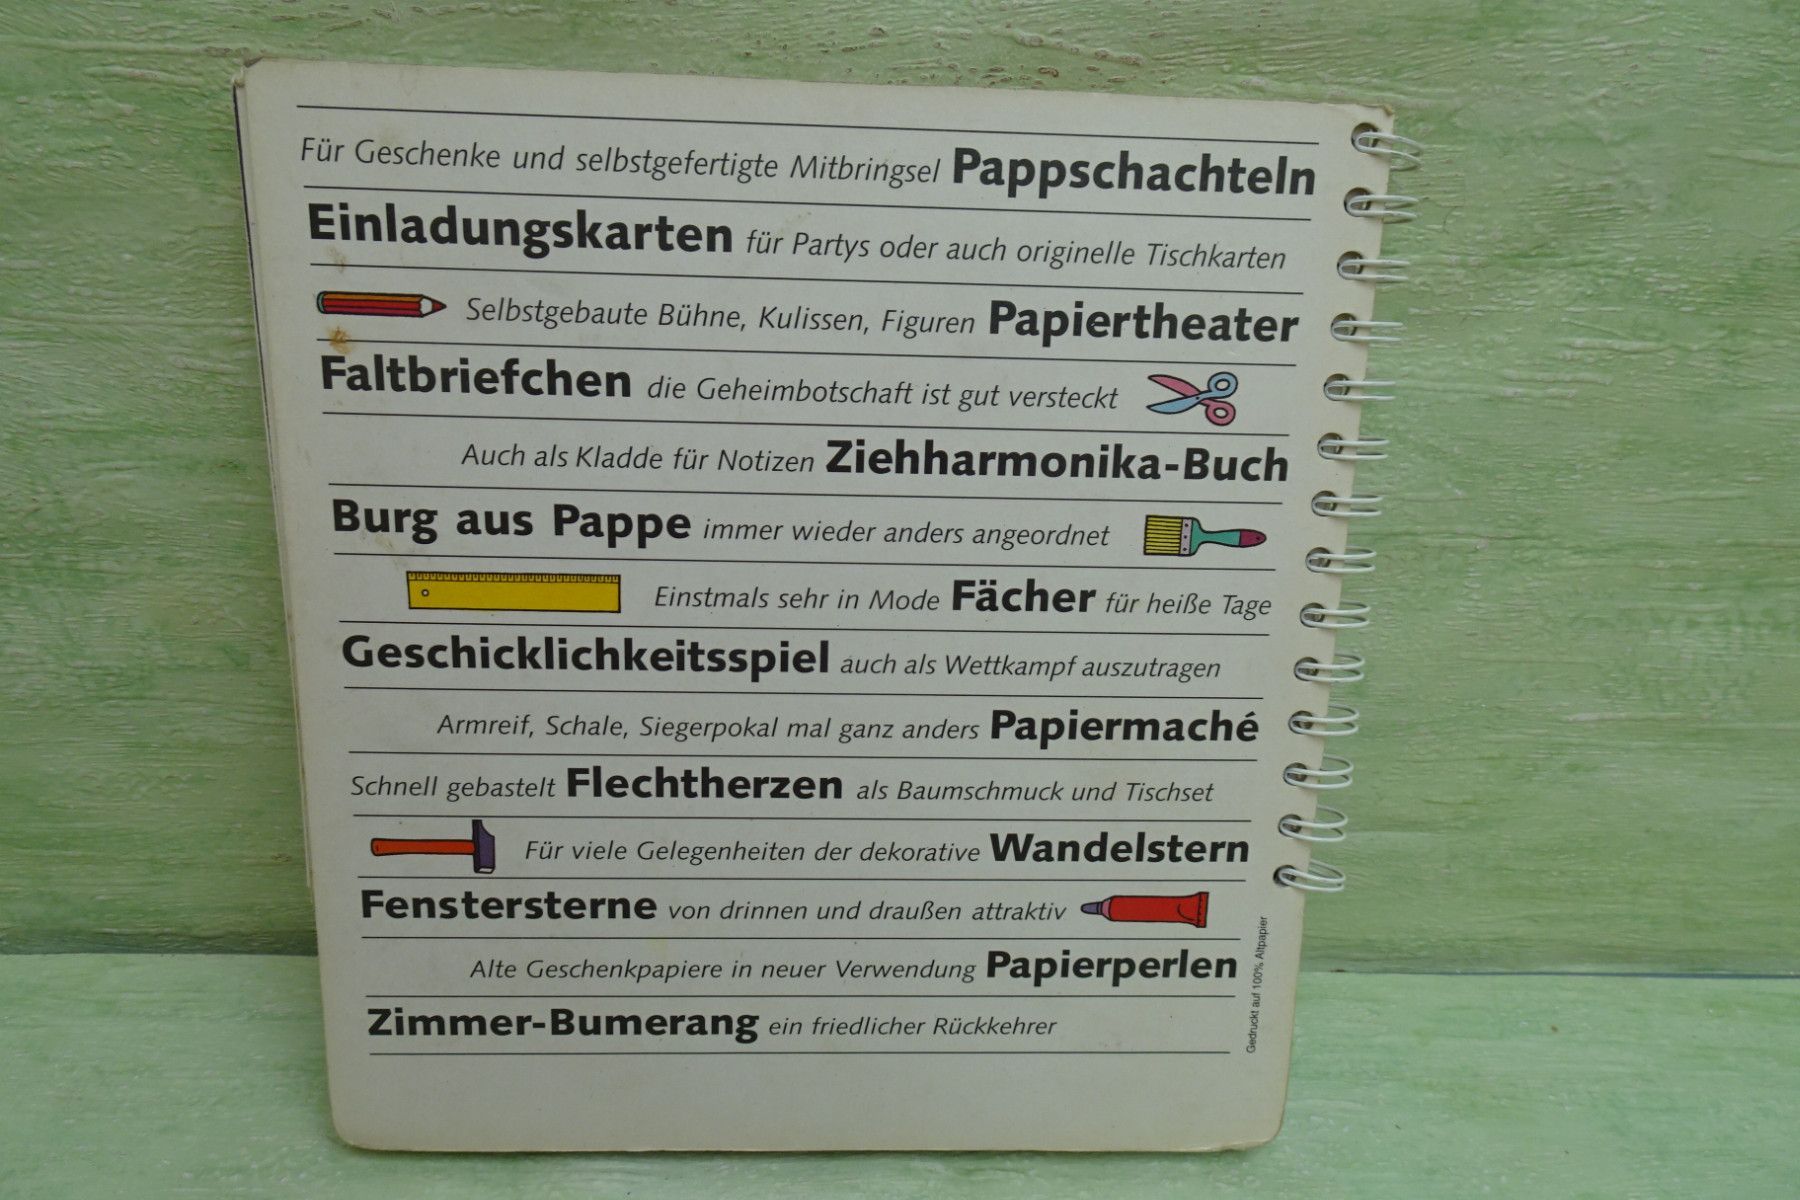 Für Geschenke und selbstgefertigte Mitbringsel Pappschachteln
Einladungskarten für Partys oder auch originelle Tischkarten
Selbstgebaute Bühne, Kulissen, Figuren Papiertheater
Faltbriefchen die Geheimbotschaft ist gut versteckt
Auch als Kladde für Notizen Ziehharmonika-Buch
Burg aus Pappe immer wieder anders angeordnet
Einstmals sehr in Mode Fächer für heiße Tage
Geschicklichkeitsspiel auch als Wettkampf auszutragen
Armreif, Schale, Siegerpokal mal ganz anders Papiermaché
Schnell gebastelt Flechtherzen als Baumschmuck und Tischset
Für viele Gelegenheiten der dekorative Wandelstern
Fenstersterne von drinnen und draußen attraktiv
Alte Geschenkpapiere in neuer Verwendung Papierperlen
Zimmer-Bumerang ein friedlicher Rückkehrer
Gedruckt auf 100% Altpapier